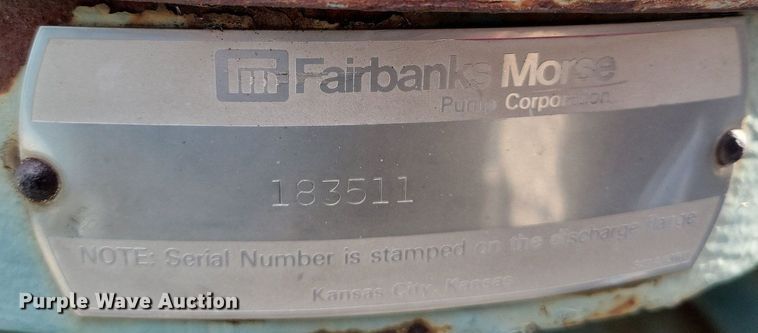 Fairbanks Morse
Pump Corporation
183511
NOTE: Serial Number is stamped on the discharge flange
Kansas City, Kansas
Purple Wave Auction